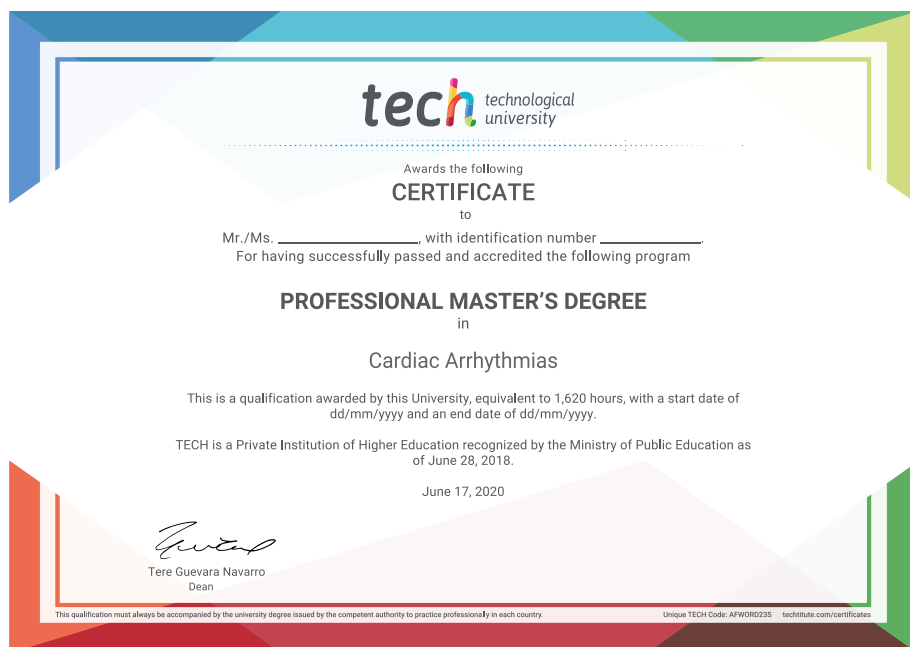 tech technological
university
Awards the following
CERTIFICATE
to
Mr./Ms. ____________________, with identification number ______________.
For having successfully passed and accredited the following program
PROFESSIONAL MASTER'S DEGREE
in
Cardiac Arrhythmias
This is a qualification awarded by this University, equivalent to 1,620 hours, with a start date of
dd/mm/yyyy and an end date of dd/mm/yyyy.
TECH is a Private Institution of Higher Education recognized by the Ministry of Public Education as
of June 28, 2018.
June 17, 2020
Tere Guevara Navarro
Dean
This qualification must always be accompanied by the university degree issued by the competent authority to practice professionally in each country.
Unique TECH Code: AFWORD23S techtitute.com/certificates